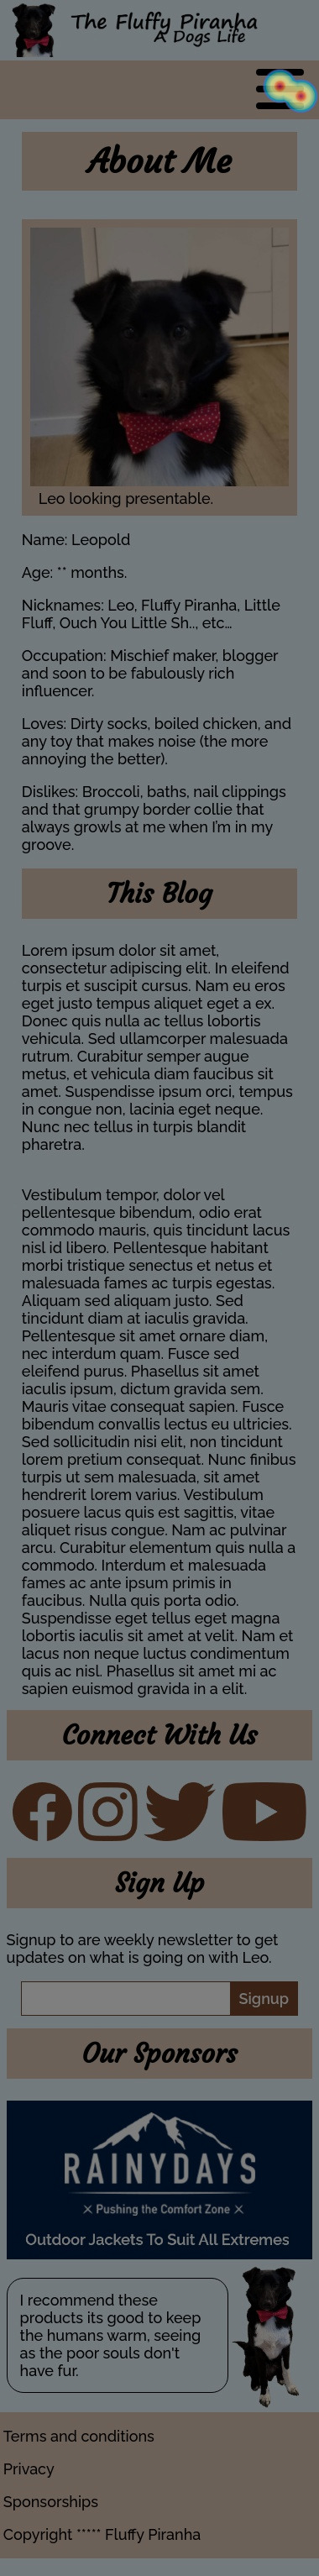 The Fluffy Piranha
A Dogs Life
About Me
Leo looking presentable.
Name: Leopold
Age: ** months.
Nicknames: Leo, Fluffy Piranha, Little
Fluff, Ouch You Little Sh.., etc...
Occupation: Mischief maker, blogger
and soon to be fabulously rich
influencer.
Loves: Dirty socks, boiled chicken, and
any toy that makes noise (the more
annoying the better).
Dislikes: Broccoli, baths, nail clippings
and that grumpy border collie that
always growls at me when I'm in my
groove.
This Blog
Lorem ipsum dolor sit amet,
consectetur adipiscing elit. In eleifend
turpis et suscipit cursus. Nam eu eros
eget justo tempus aliquet eget a ex.
Donec quis nulla ac tellus lobortis
vehicula. Sed ullamcorper malesuada
rutrum. Curabitur semper augue
metus, et vehicula diam faucibus sit
amet. Suspendisse ipsum orci, tempus
in congue non, lacinia eget neque.
Nunc nec tellus in turpis blandit
pharetra.
Vestibulum tempor, dolor vel
pellentesque bibendum, odio erat
commodo mauris, quis tincidunt lacus
nisl id libero. Pellentesque habitant
morbi tristique senectus et netus et
malesuada fames ac turpis egestas.
Aliquam sed aliquam justo. Sed
tincidunt diam at iaculis gravida.
Pellentesque sit amet ornare diam,
nec interdum quam. Fusce sed
eleifend purus. Phasellus sit amet
iaculis ipsum, dictum gravida sem.
Mauris vitae consequat sapien. Fusce
bibendum convallis lectus eu ultricies.
Sed sollicitudin nisi elit, non tincidunt
lorem pretium consequat. Nunc finibus
turpis ut sem malesuada, sit amet
hendrerit lorem varius. Vestibulum
posuere lacus quis est sagittis, vitae
aliquet risus congue. Nam ac pulvinar
arcu. Curabitur elementum quis nulla a
commodo. Interdum et malesuada
fames ac ante ipsum primis in
faucibus. Nulla quis porta odio.
Suspendisse eget tellus eget magna
lobortis iaculis sit amet at velit. Nam et
lacus non neque luctus condimentum
quis ac nisl. Phasellus sit amet mi ac
sapien euismod gravida in a elit.
Connect With Us
Sign Up
Signup to are weekly newsletter to get
updates on what is going on with Leo.
Signup
Our Sponsors
RAINYDAYS
Pushing the Comfort Zone
Outdoor Jackets To Suit All Extremes
I recommend these
products its good to keep
the humans warm, seeing
as the poor souls don't
have fur.
Terms and conditions
Privacy
Sponsorships
Copyright ***** Fluffy Piranha